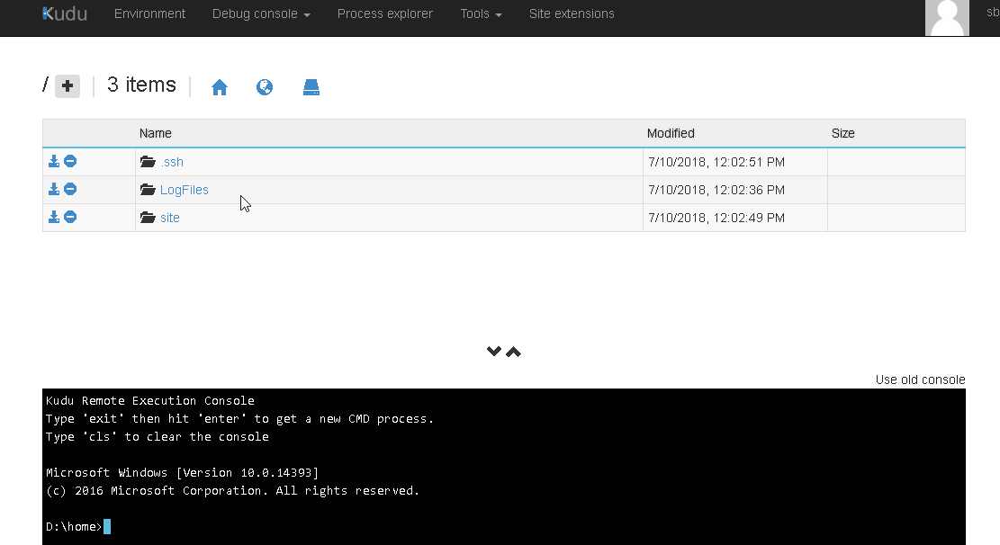 Kudu Environment Debug console Process explorer Tools Site extensions sb
/ + | 3 items |
Name Modified Size
.ssh 7/10/2018, 12:02:51 PM
LogFiles 7/10/2018, 12:02:36 PM
site 7/10/2018, 12:02:49 PM
Use old console
Kudu Remote Execution Console
Type 'exit' then hit 'enter' to get a new CMD process.
Type 'cls' to clear the console
Microsoft Windows [Version 10.0.14393]
(c) 2016 Microsoft Corporation. All rights reserved.
D:\home>